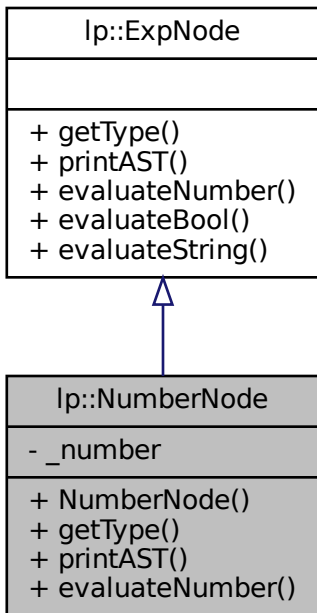 lp::ExpNode
+ getType()
+ printAST()
+ evaluateNumber()
+ evaluateBool()
+ evaluateString()
lp::NumberNode
- _number
+ NumberNode()
+ getType()
+ printAST()
+ evaluateNumber()